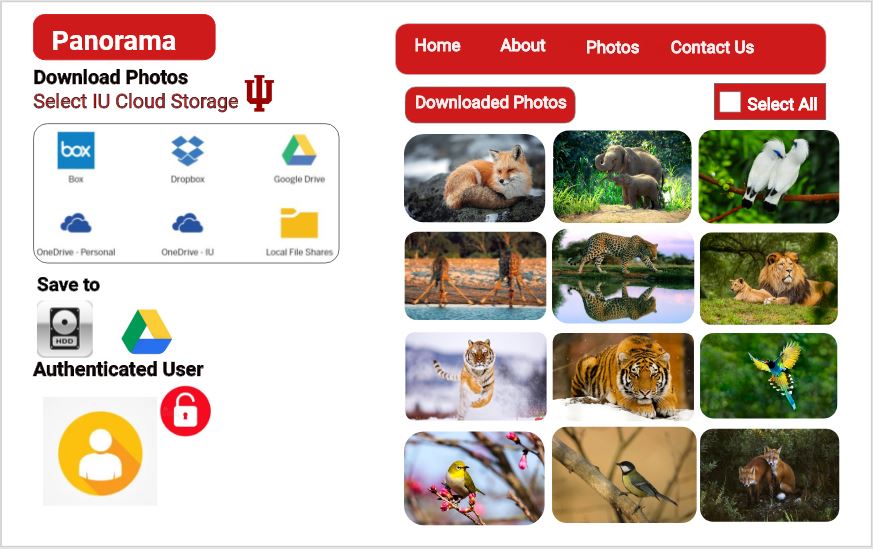 Panorama
Download Photos
Select IU Cloud Storage
box
Box
Dropbox
Google Drive
OneDrive - Personal
OneDrive - IU
Local File Shares
Save to
HDD
Authenticated User
Home About Photos Contact Us
Downloaded Photos
Select All